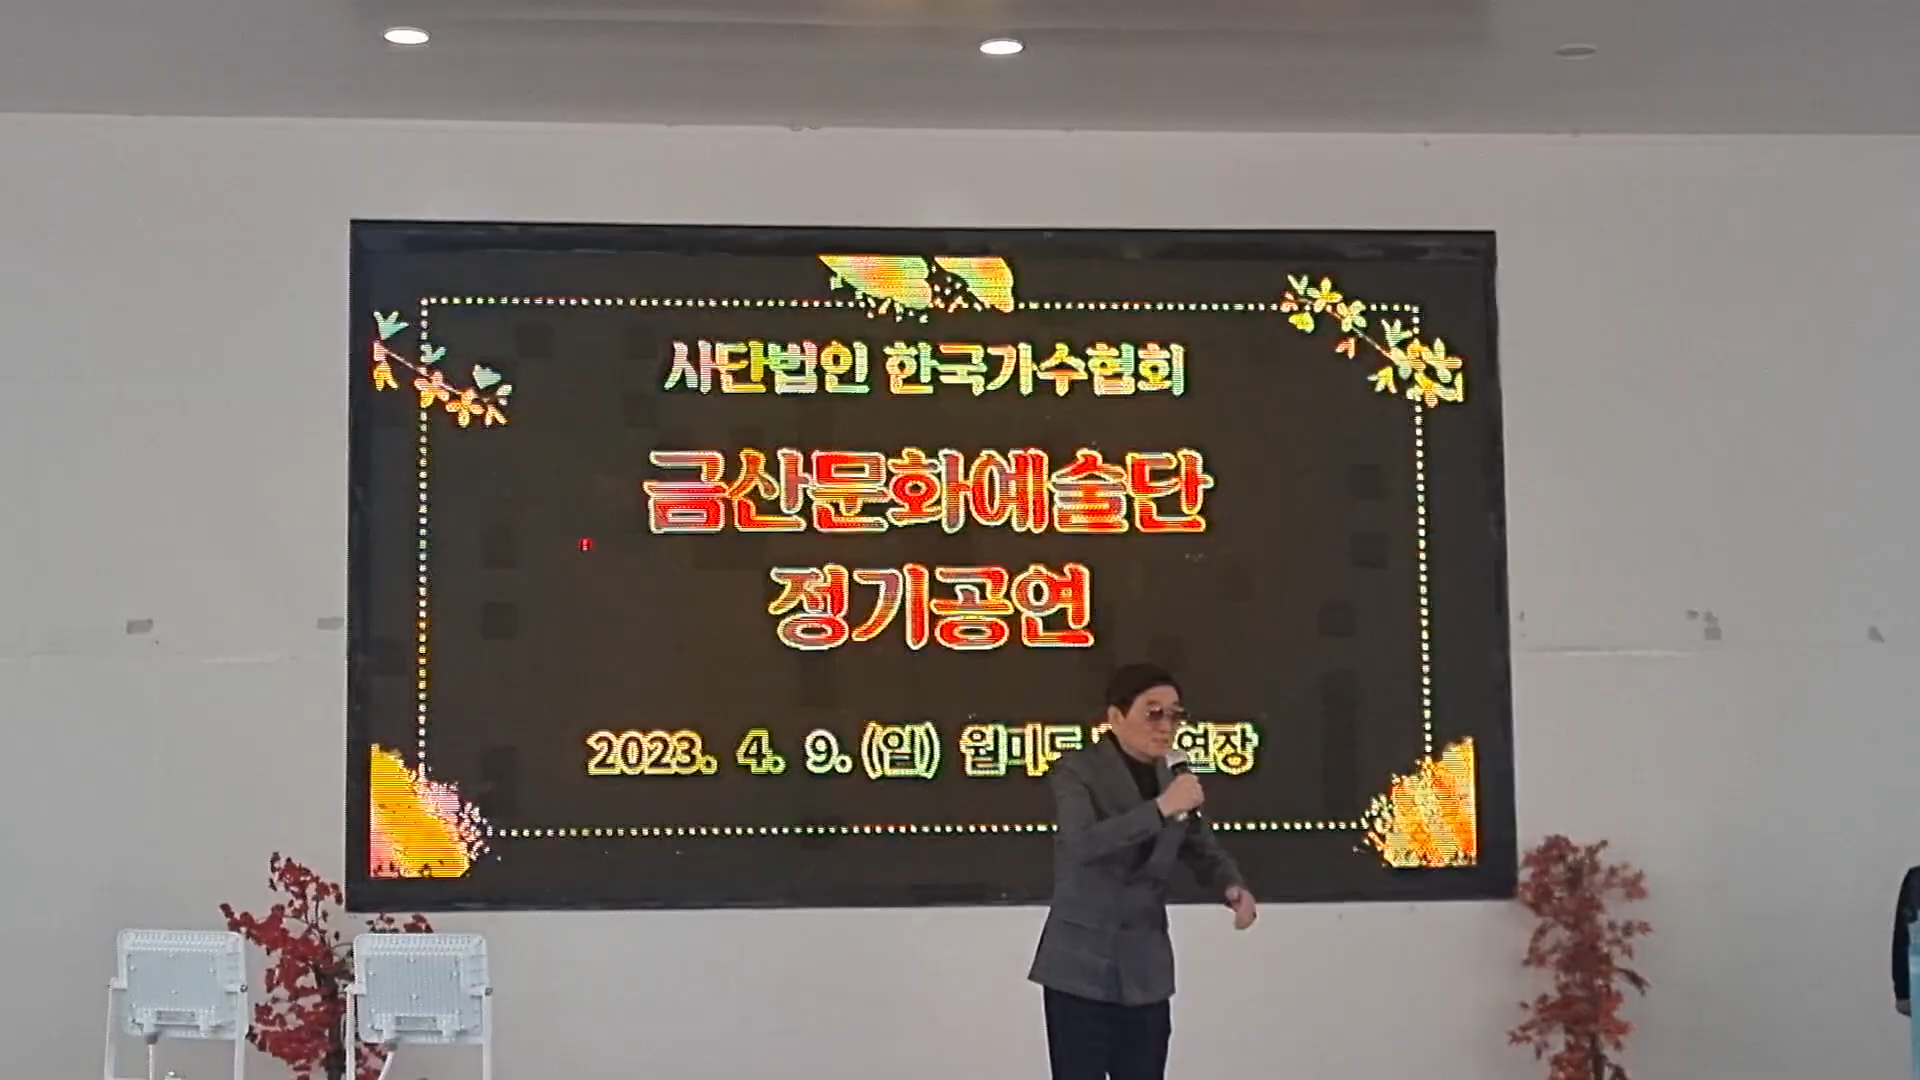 사단법인 한국가수협회
금산문화예술단
정기공연
2023. 4. 9. (일) 월미도